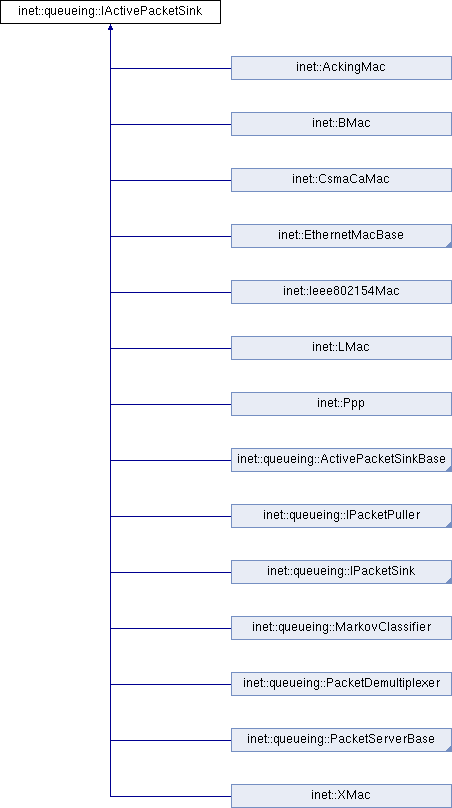 inet::queueing::IActivePacketSink
inet::AckingMac
inet::BMac
inet::CsmaCaMac
inet::EthernetMacBase
inet::Ieee802154Mac
inet::LMac
inet::Ppp
inet::queueing::ActivePacketSinkBase
inet::queueing::IPacketPuller
inet::queueing::IPacketSink
inet::queueing::MarkovClassifier
inet::queueing::PacketDemultiplexer
inet::queueing::PacketServerBase
inet::XMac